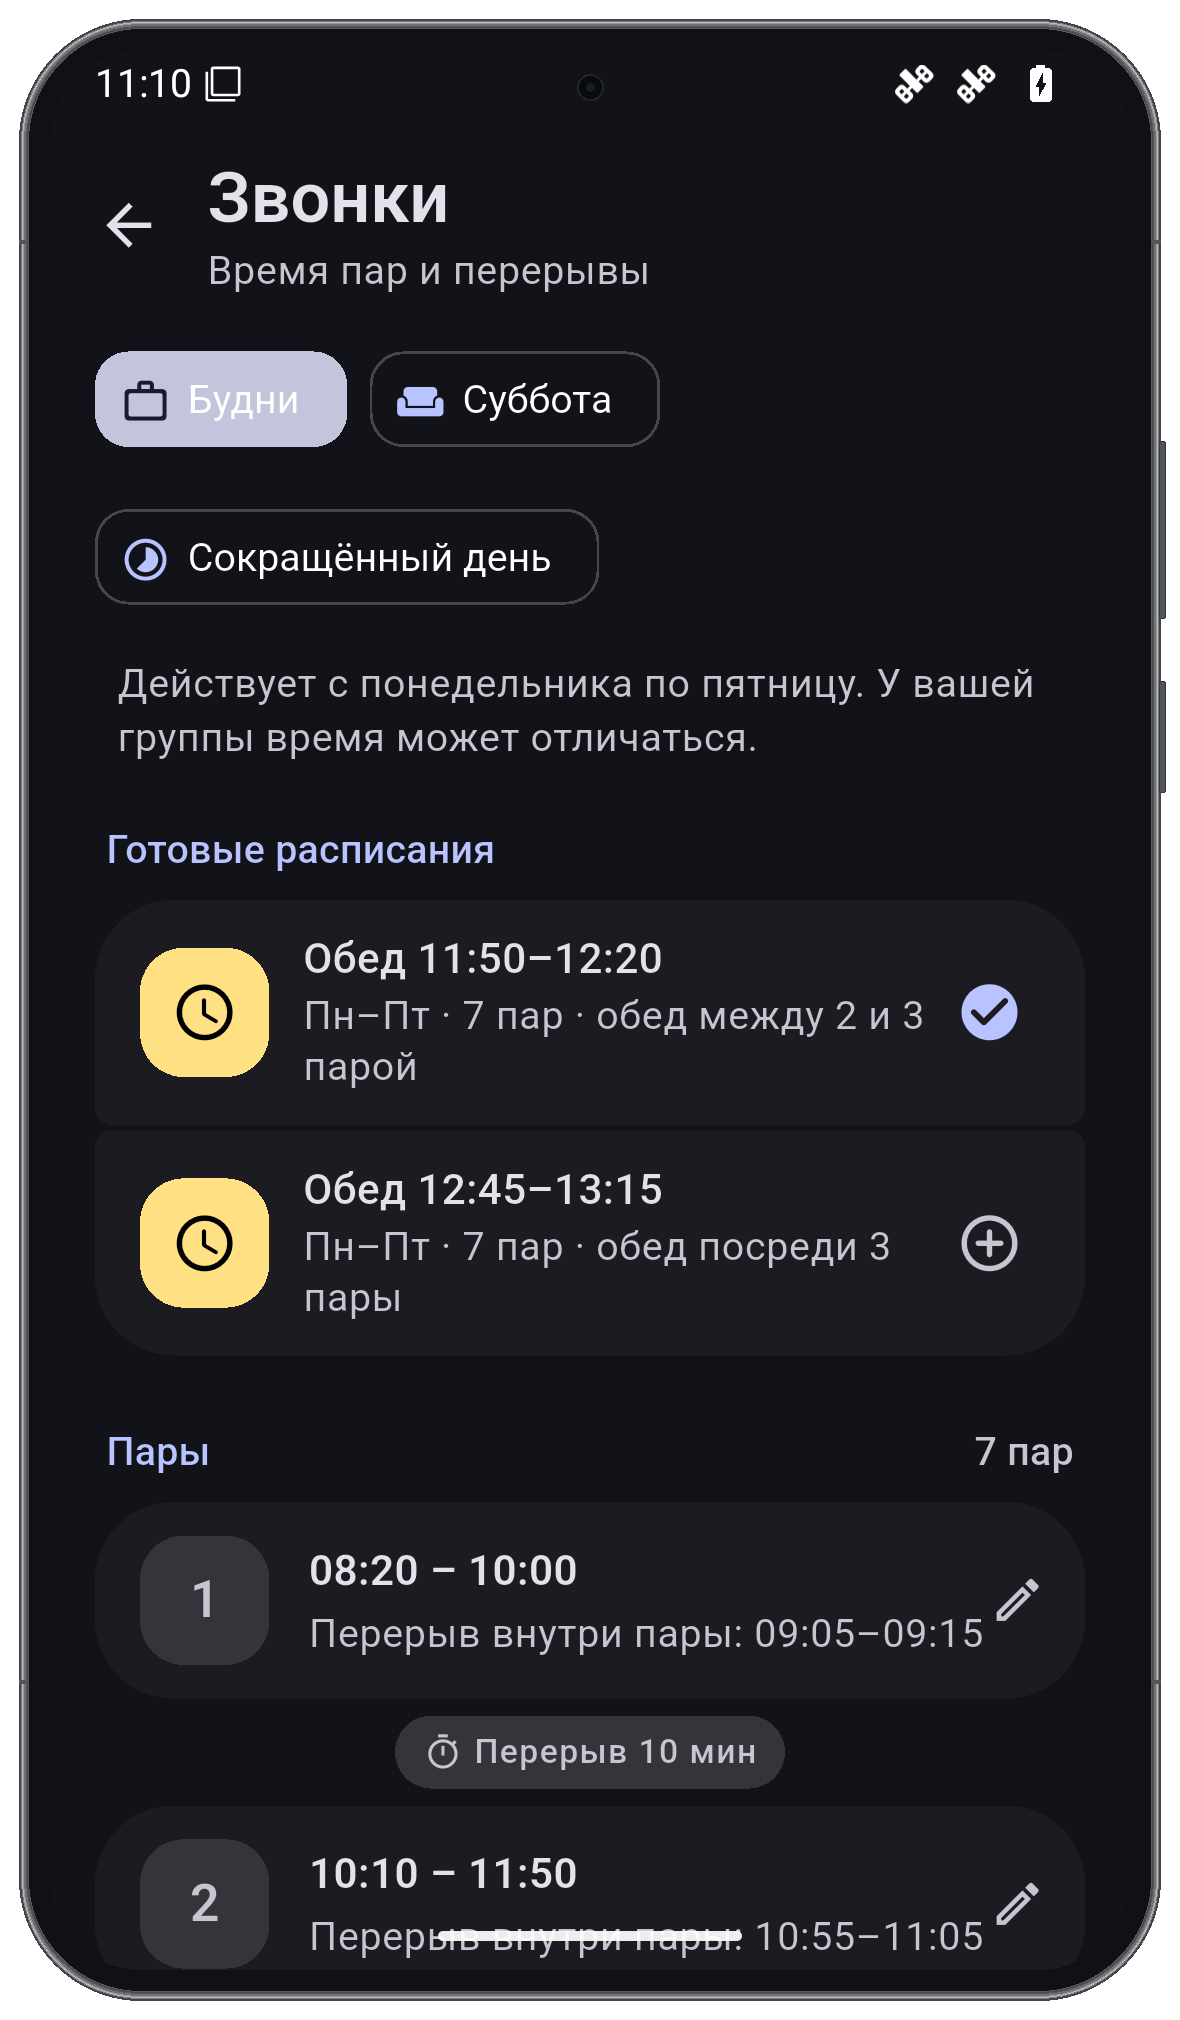 11:10
Звонки
Время пар и перерывы
Будни
Суббота
Сокращённый день
Действует с понедельника по пятницу. У вашей
группы время может отличаться.
Готовые расписания
Обед 11:50–12:20
Пн–Пт · 7 пар · обед между 2 и 3
парой
Обед 12:45–13:15
Пн–Пт · 7 пар · обед посреди 3
пары
Пары
7 пар
1
08:20 – 10:00
Перерыв внутри пары: 09:05–09:15
Перерыв 10 мин
2
10:10 – 11:50
Перерыв внутри пары: 10:55–11:05